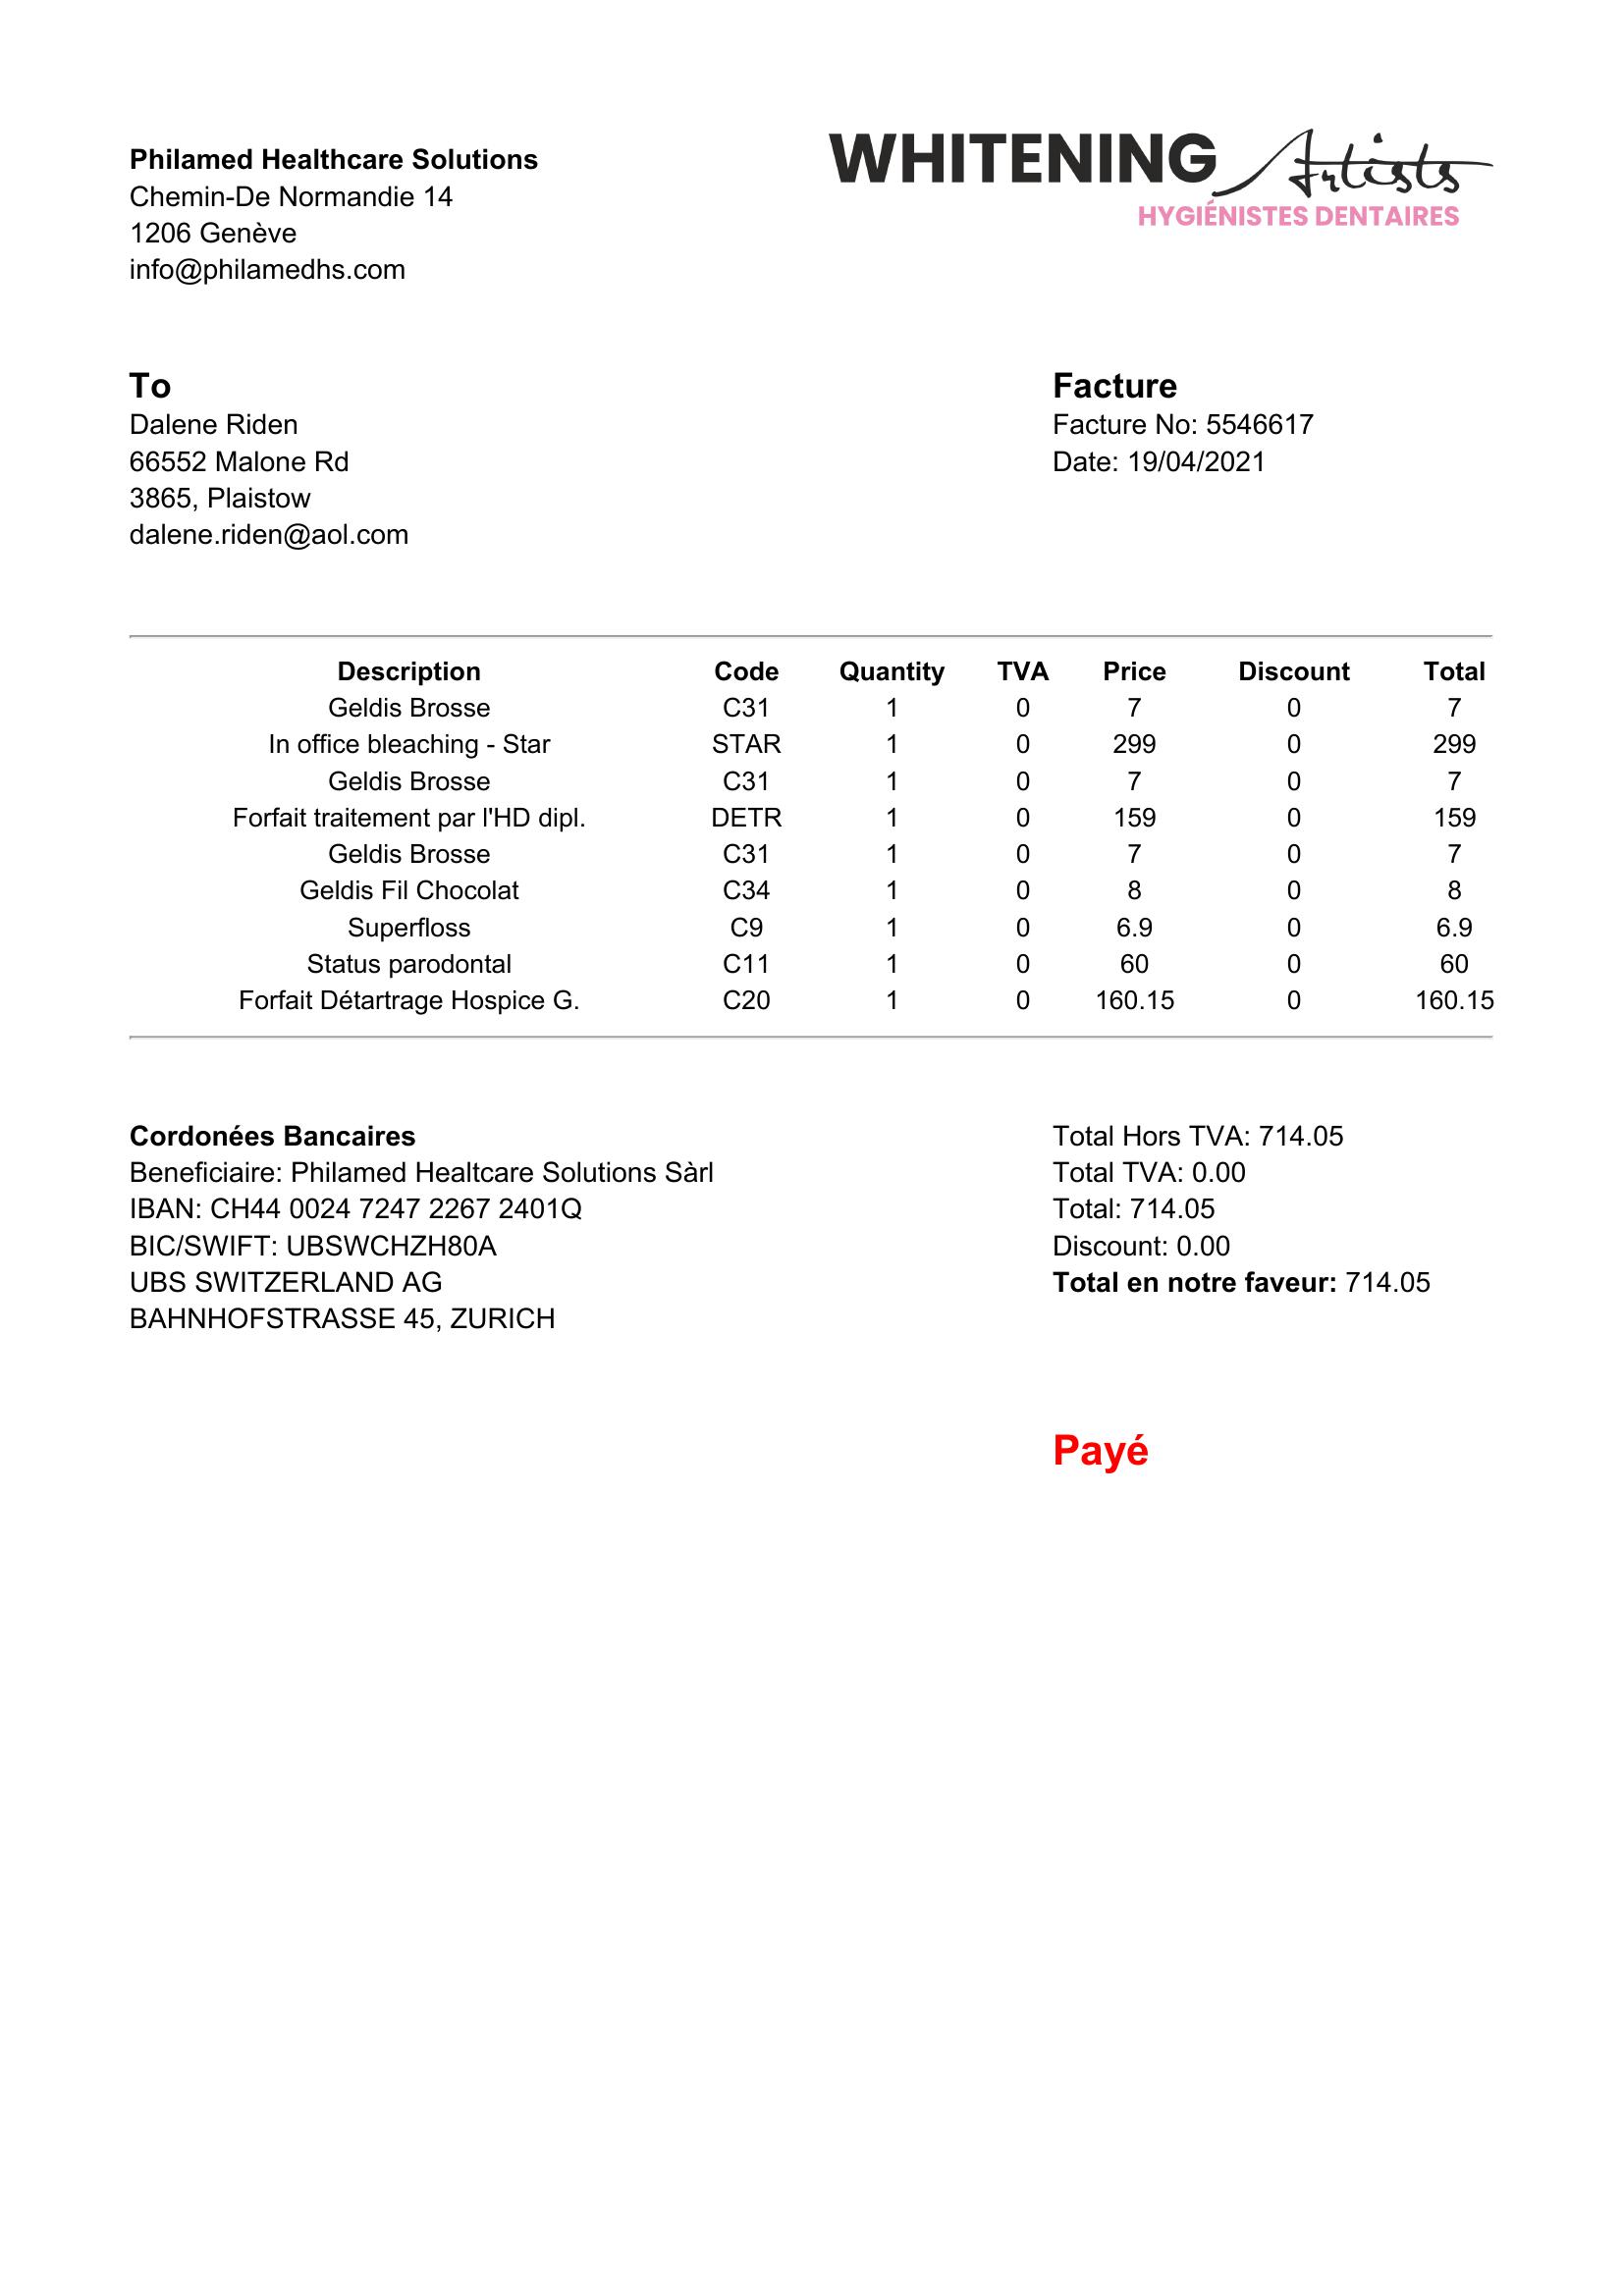 Philamed Healthcare Solutions
Chemin-De Normandie 14
1206 Genève
info@philamedhs.com
WHITENING Artists
HYGIÉNISTES DENTAIRES
To
Dalene Riden
66552 Malone Rd
3865, Plaistow
dalene.riden@aol.com
Facture
Facture No: 5546617
Date: 19/04/2021
Description Code Quantity TVA Price Discount Total
Geldis Brosse C31 1 0 7 0 7
In office bleaching - Star STAR 1 0 299 0 299
Geldis Brosse C31 1 0 7 0 7
Forfait traitement par l'HD dipl. DETR 1 0 159 0 159
Geldis Brosse C31 1 0 7 0 7
Geldis Fil Chocolat C34 1 0 8 0 8
Superfloss C9 1 0 6.9 0 6.9
Status parodontal C11 1 0 60 0 60
Forfait Détartrage Hospice G. C20 1 0 160.15 0 160.15
Cordonées Bancaires
Beneficiaire: Philamed Healtcare Solutions Sàrl
IBAN: CH44 0024 7247 2267 2401Q
BIC/SWIFT: UBSWCHZH80A
UBS SWITZERLAND AG
BAHNHOFSTRASSE 45, ZURICH
Total Hors TVA: 714.05
Total TVA: 0.00
Total: 714.05
Discount: 0.00
Total en notre faveur: 714.05
Payé